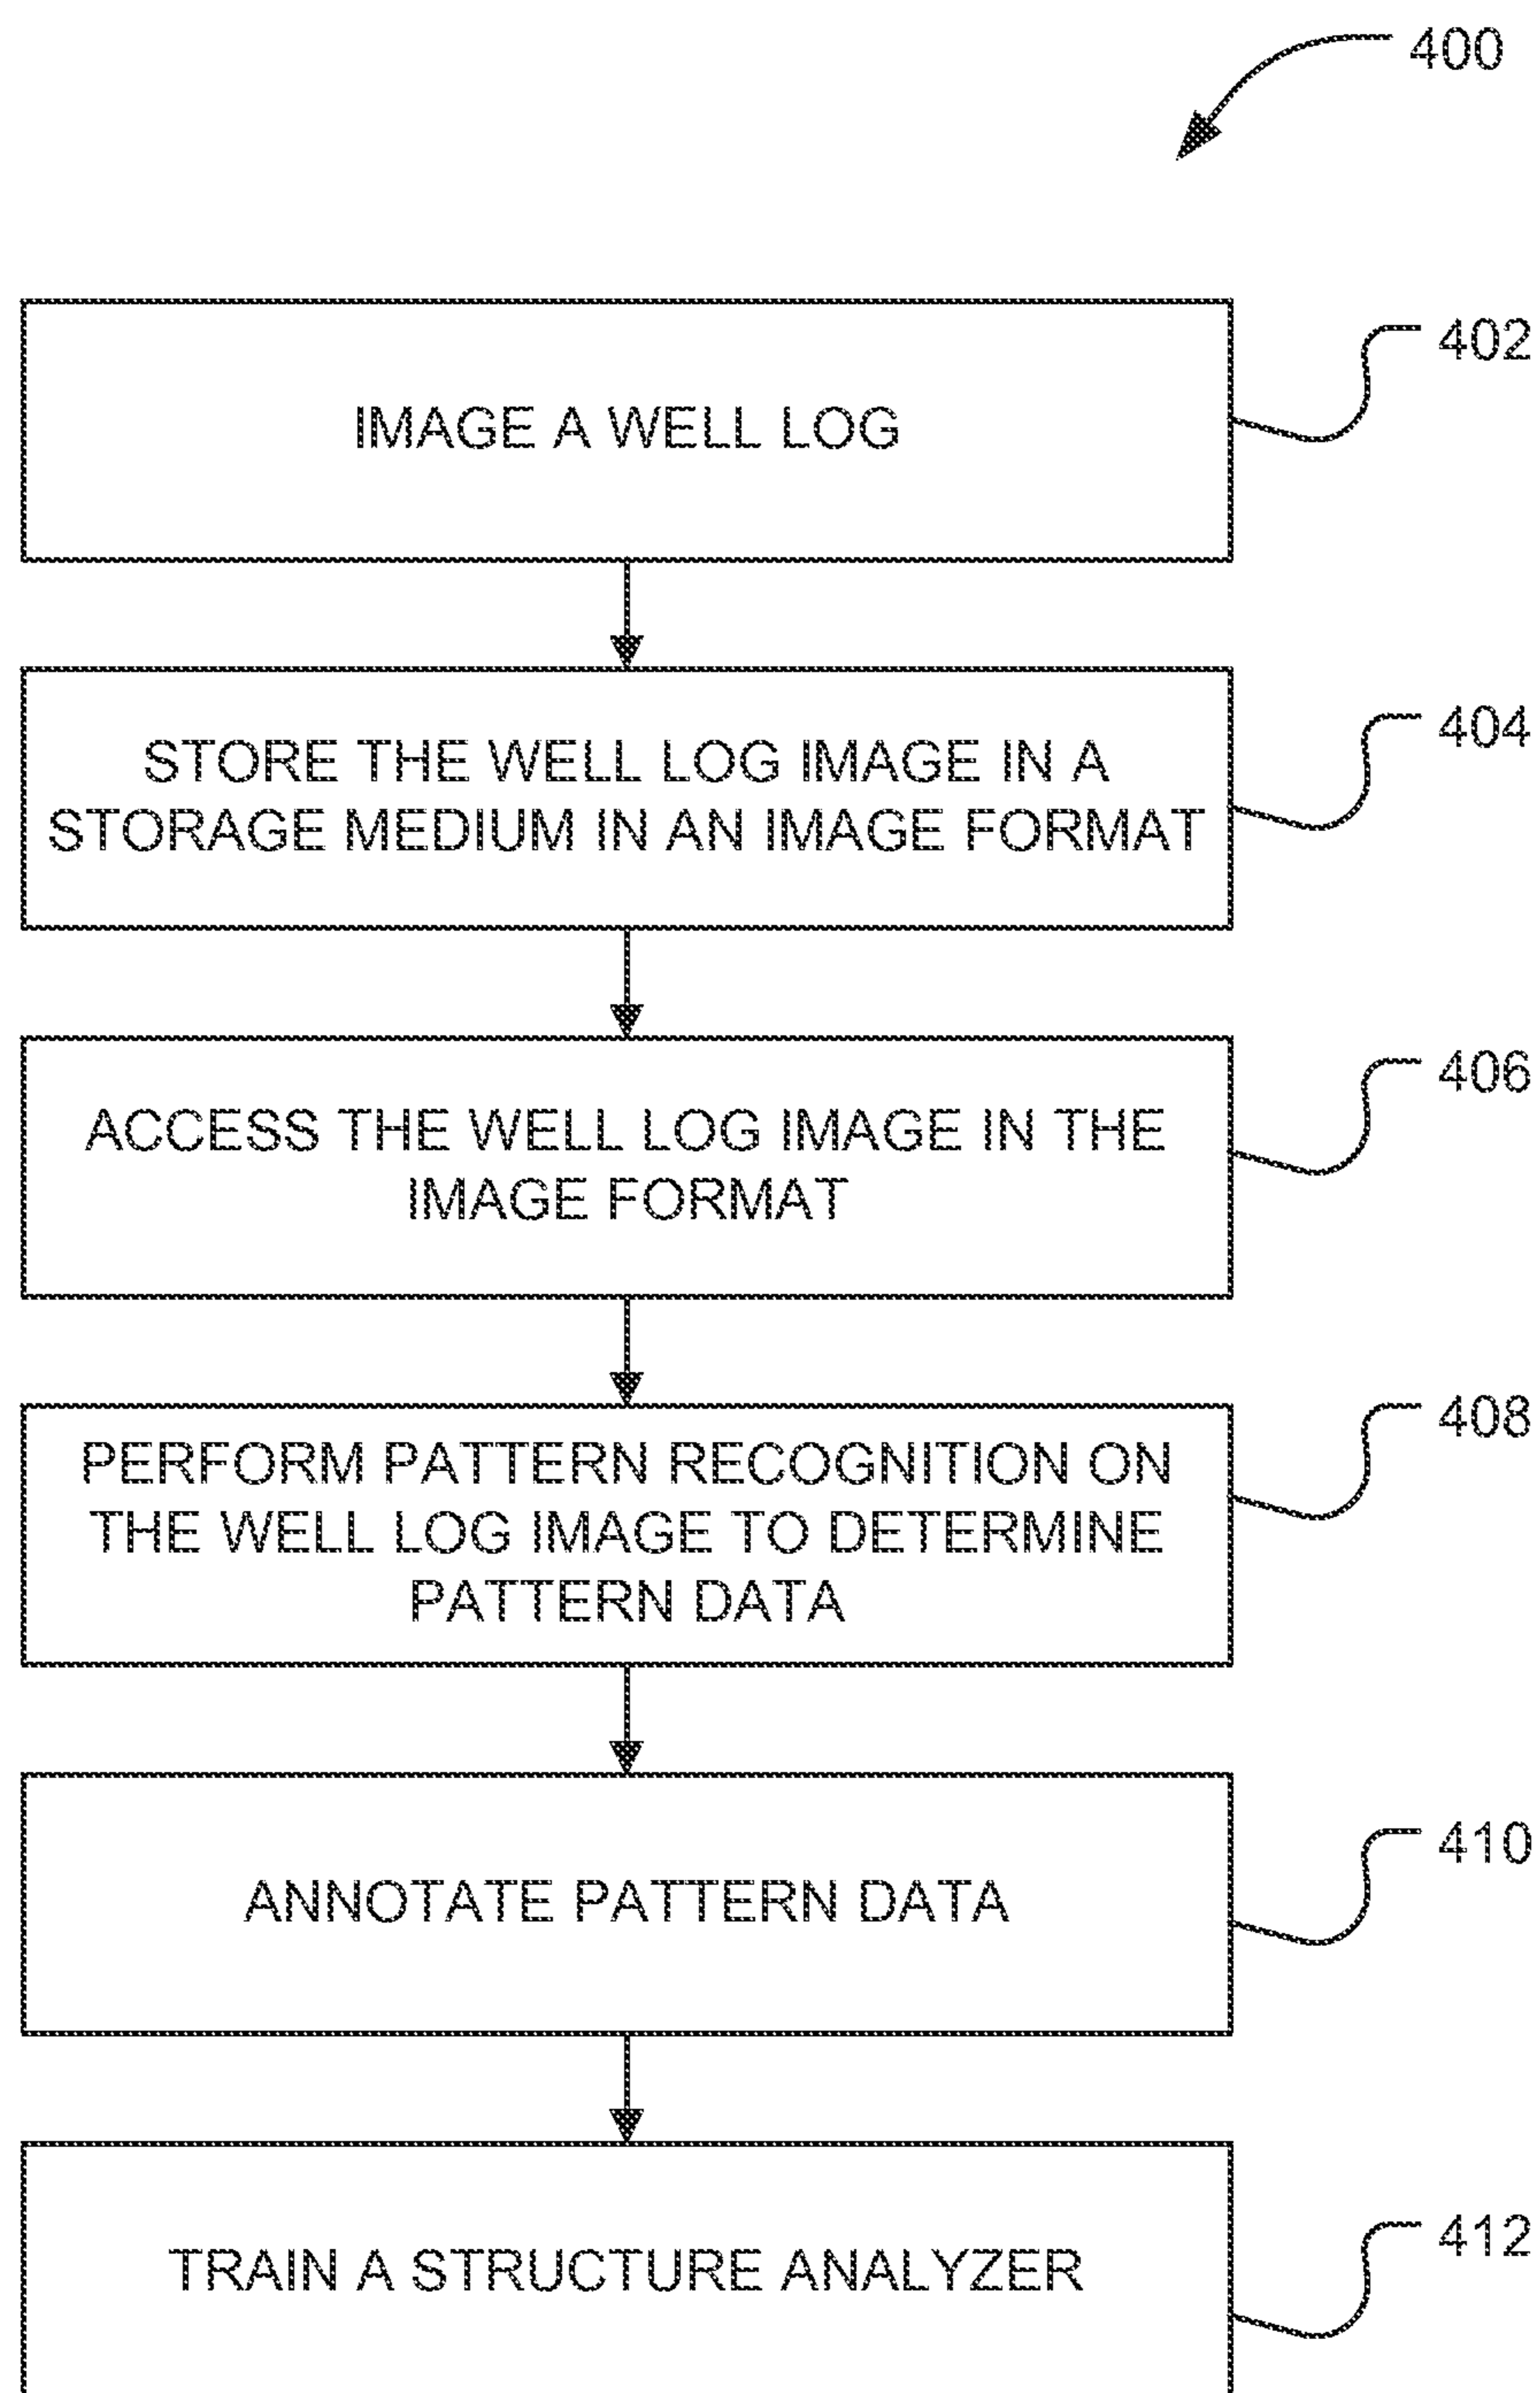 400
IMAGE A WELL LOG
402
STORE THE WELL LOG IMAGE IN A
STORAGE MEDIUM IN AN IMAGE FORMAT
404
ACCESS THE WELL LOG IMAGE IN THE
IMAGE FORMAT
406
PERFORM PATTERN RECOGNITION ON
THE WELL LOG IMAGE TO DETERMINE
PATTERN DATA
408
ANNOTATE PATTERN DATA
410
TRAIN A STRUCTURE ANALYZER
412